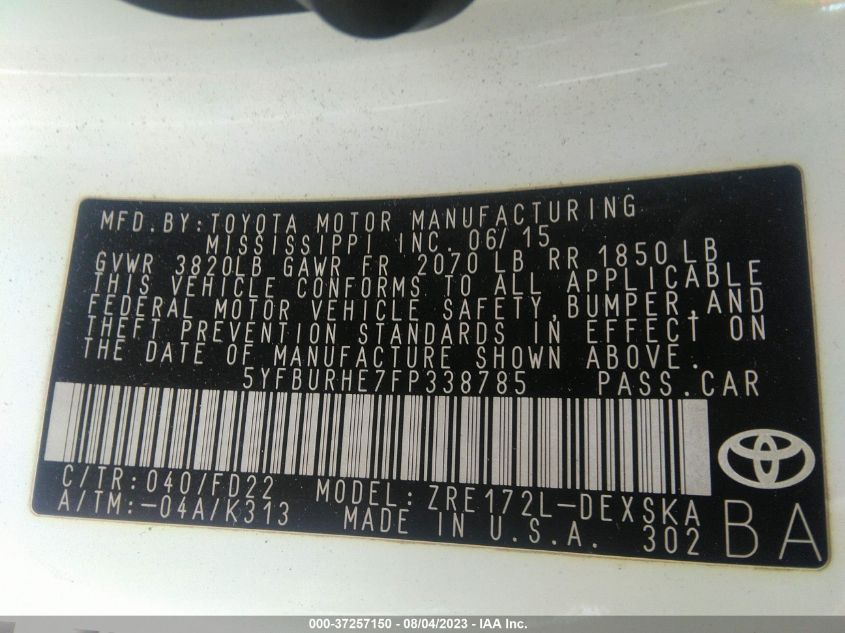 MFD.BY:TOYOTA MOTOR MANUFACTURING
MISSISSIPPI INC. 06/15
GVWR 3820LB GAWR FR 2070 LB RR 1850 LB
THIS VEHICLE CONFORMS TO ALL APPLICABLE
FEDERAL MOTOR VEHICLE SAFETY,BUMPER,AND
THEFT PREVENTION STANDARDS IN EFFECT ON
THE DATE OF MANUFACTURE SHOWN ABOVE.
5YFBURHE7FP338785 PASS.CAR
C/TR:040/FD22 MODEL:ZRE172L-DEXSKA
A/TM:-04A/K313 MADE IN U.S.A. 302 BA
000-37257150 - 08/04/2023 - IAA Inc.